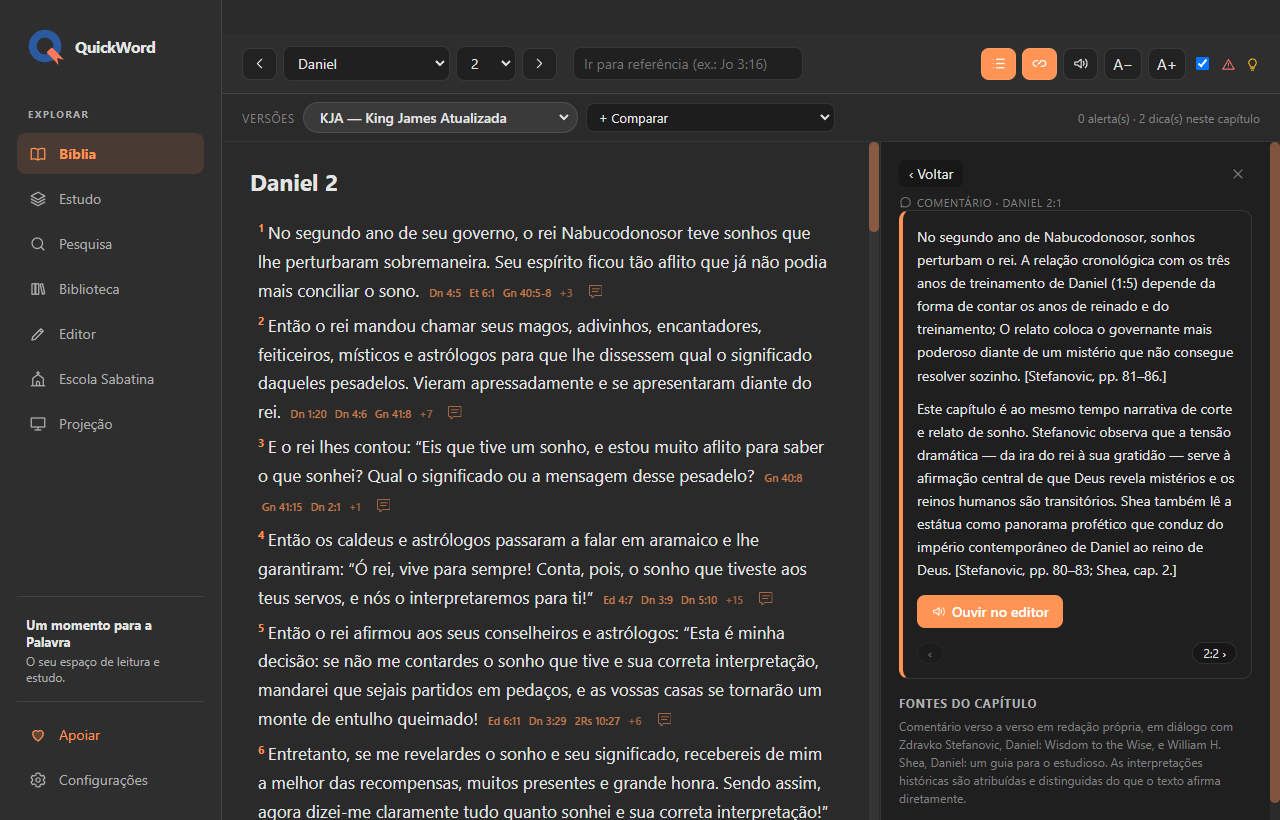 QuickWord
EXPLORAR
Bíblia
Estudo
Pesquisa
Biblioteca
Editor
Escola Sabatina
Projeção
Um momento para a
Palavra
O seu espaço de leitura e
estudo.
Apoiar
Configurações
Daniel 2 Ir para referência (ex.: Jo 3:16) A− A+
VERSÕES KJA — King James Atualizada + Comparar 0 alerta(s) · 2 dica(s) neste capítulo
Daniel 2
1 No segundo ano de seu governo, o rei Nabucodonosor teve sonhos que
lhe perturbaram sobremaneira. Seu espírito ficou tão aflito que já não podia
mais conciliar o sono. Dn 4:5 Et 6:1 Gn 40:5-8 +3
2 Então o rei mandou chamar seus magos, adivinhos, encantadores,
feiticeiros, místicos e astrólogos para que lhe dissessem qual o significado
daqueles pesadelos. Vieram apressadamente e se apresentaram diante do
rei. Dn 1:20 Dn 4:6 Gn 41:8 +7
3 E o rei lhes contou: “Eis que tive um sonho, e estou muito aflito para saber
o que sonhei? Qual o significado ou a mensagem desse pesadelo? Gn 40:8
Gn 41:15 Dn 2:1 +1
4 Então os caldeus e astrólogos passaram a falar em aramaico e lhe
garantiram: “Ó rei, vive para sempre! Conta, pois, o sonho que tiveste aos
teus servos, e nós o interpretaremos para ti!” Ed 4:7 Dn 3:9 Dn 5:10 +15
5 Então o rei afirmou aos seus conselheiros e astrólogos: “Esta é minha
decisão: se não me contardes o sonho que tive e sua correta interpretação,
mandarei que sejais partidos em pedaços, e as vossas casas se tornarão um
monte de entulho queimado! Ed 6:11 Dn 3:29 2Rs 10:27 +6
6 Entretanto, se me revelardes o sonho e seu significado, recebereis de mim
a melhor das recompensas, muitos presentes e grande honra. Sendo assim,
agora dizei-me claramente tudo quanto sonhei e sua correta interpretação!”
‹ Voltar
COMENTÁRIO · DANIEL 2:1
No segundo ano de Nabucodonosor, sonhos
perturbam o rei. A relação cronológica com os três
anos de treinamento de Daniel (1:5) depende da
forma de contar os anos de reinado e do
treinamento; O relato coloca o governante mais
poderoso diante de um mistério que não consegue
resolver sozinho. [Stefanovic, pp. 81–86.]
Este capítulo é ao mesmo tempo narrativa de corte
e relato de sonho. Stefanovic observa que a tensão
dramática — da ira do rei à sua gratidão — serve à
afirmação central de que Deus revela mistérios e os
reinos humanos são transitórios. Shea também lê a
estátua como panorama profético que conduz do
império contemporâneo de Daniel ao reino de
Deus. [Stefanovic, pp. 80–83; Shea, cap. 2.]
Ouvir no editor
‹ 2:2 ›
FONTES DO CAPÍTULO
Comentário verso a verso em redação própria, em diálogo com
Zdravko Stefanovic, Daniel: Wisdom to the Wise, e William H.
Shea, Daniel: um guia para o estudioso. As interpretações
históricas são atribuídas e distinguidas do que o texto afirma
diretamente.